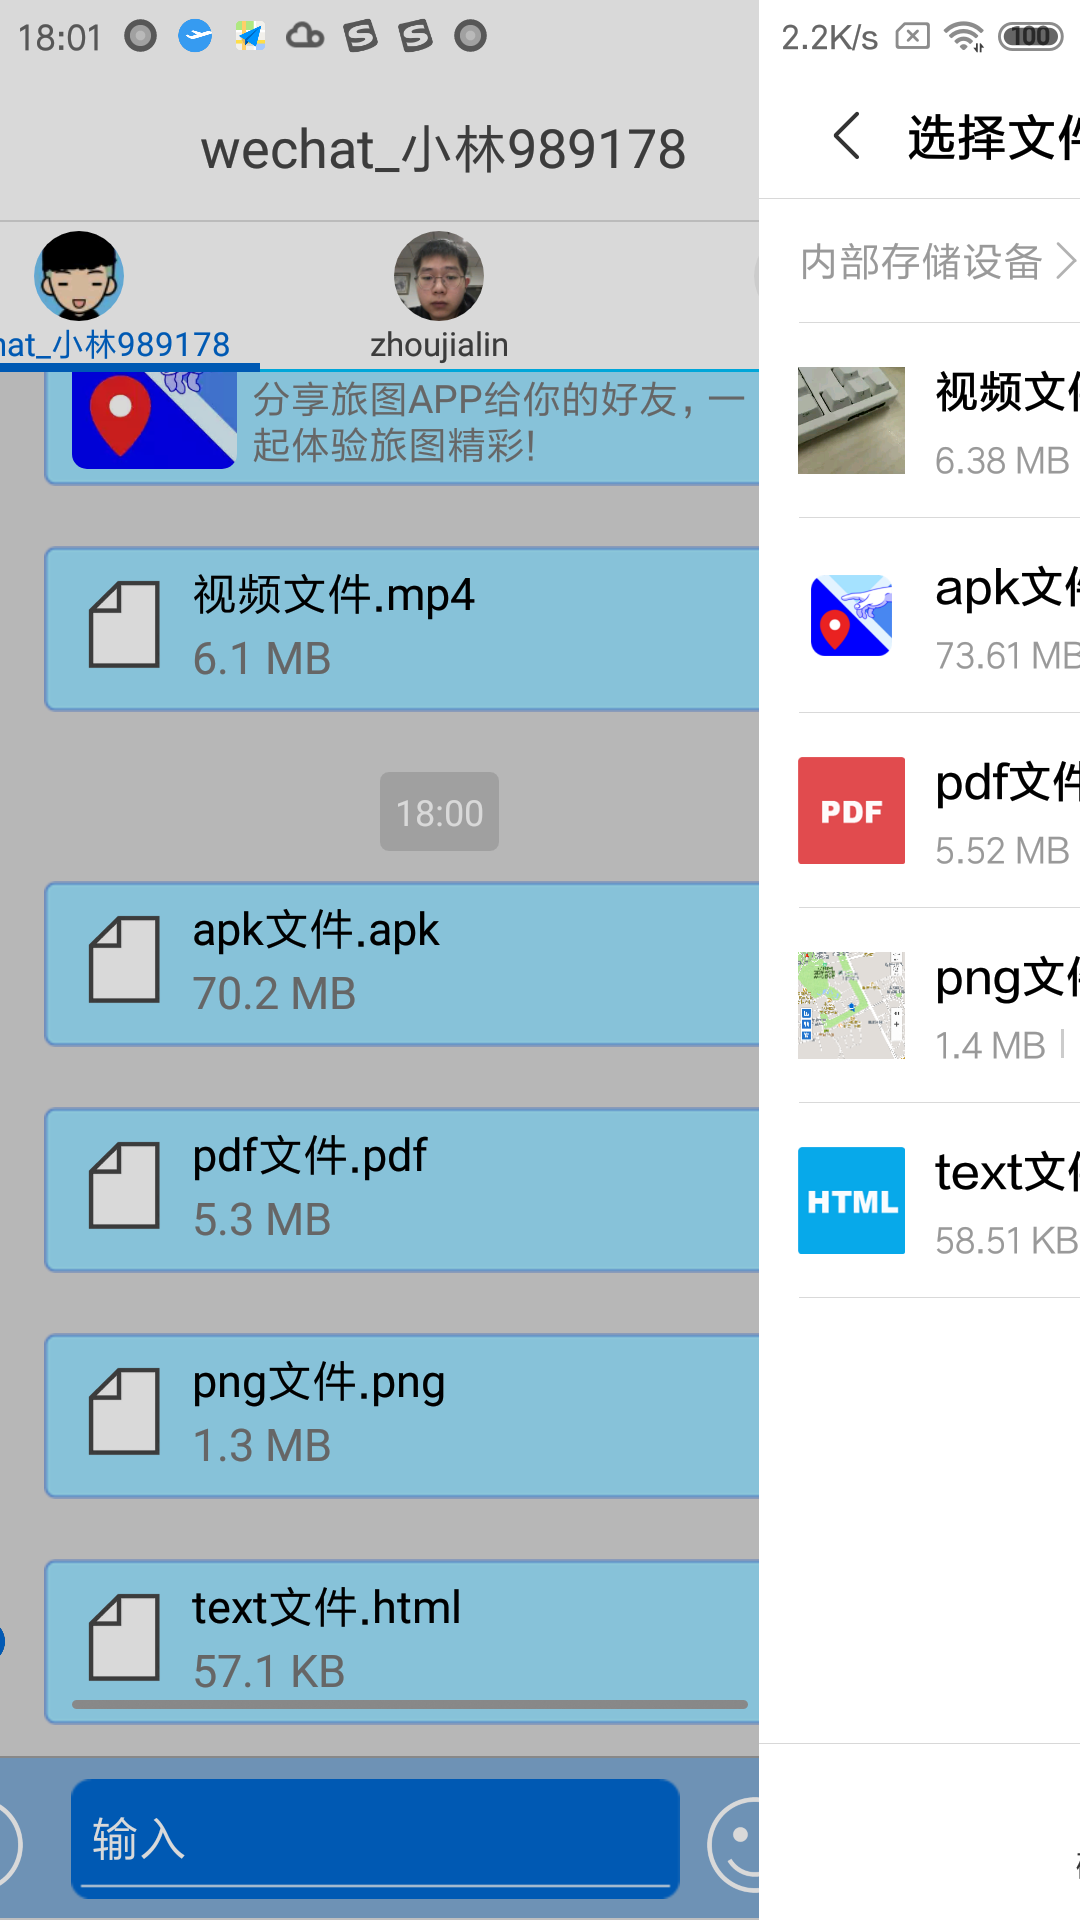 18:01
2.2K/s
100
wechat_小林989178
hat_小林989178
zhoujialin
分享旅图APP给你的好友，一
起体验旅图精彩!
视频文件.mp4
6.1 MB
18:00
apk文件.apk
70.2 MB
pdf文件.pdf
5.3 MB
png文件.png
1.3 MB
text文件.html
57.1 KB
输入
选择文件
内部存储设备
视频文件
6.38 MB
apk文件
73.61 MB
PDF
pdf文件
5.52 MB
png文件
1.4 MB
HTML
text文件
58.51 KB